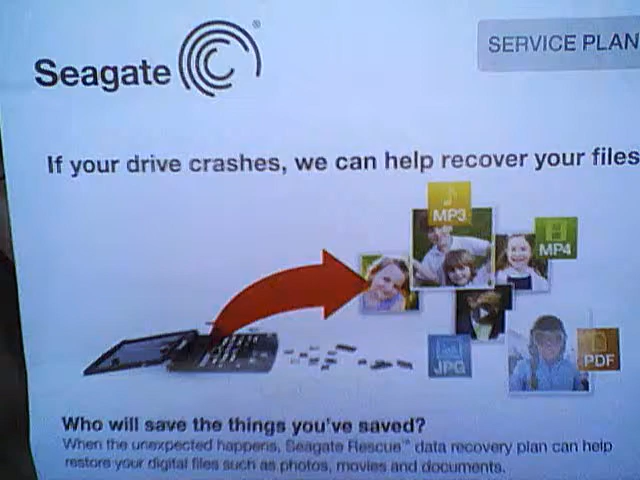 Seagate
SERVICE PLAN
If your drive crashes, we can help recover your files
MP3
MP4
JPG
PDF
Who will save the things you've saved?
When the unexpected happens, Seagate Rescue™ data recovery plan can help
restore your digital files such as photos, movies and documents.